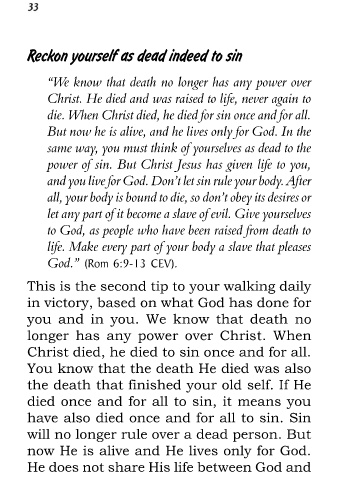 33
Reckon yourself as dead indeed to sin
“We know that death no longer has any power over
Christ. He died and was raised to life, never again to
die. When Christ died, he died for sin once and for all.
But now he is alive, and he lives only for God. In the
same way, you must think of yourselves as dead to the
power of sin. But Christ Jesus has given life to you,
and you live for God. Don’t let sin rule your body. After
all, your body is bound to die, so don’t obey its desires or
let any part of it become a slave of evil. Give yourselves
to God, as people who have been raised from death to
life. Make every part of your body a slave that pleases
God.” (Rom 6:9-13 CEV).
This is the second tip to your walking daily
in victory, based on what God has done for
you and in you. We know that death no
longer has any power over Christ. When
Christ died, he died to sin once and for all.
You know that the death He died was also
the death that finished your old self. If He
died once and for all to sin, it means you
have also died once and for all to sin. Sin
will no longer rule over a dead person. But
now He is alive and He lives only for God.
He does not share His life between God and